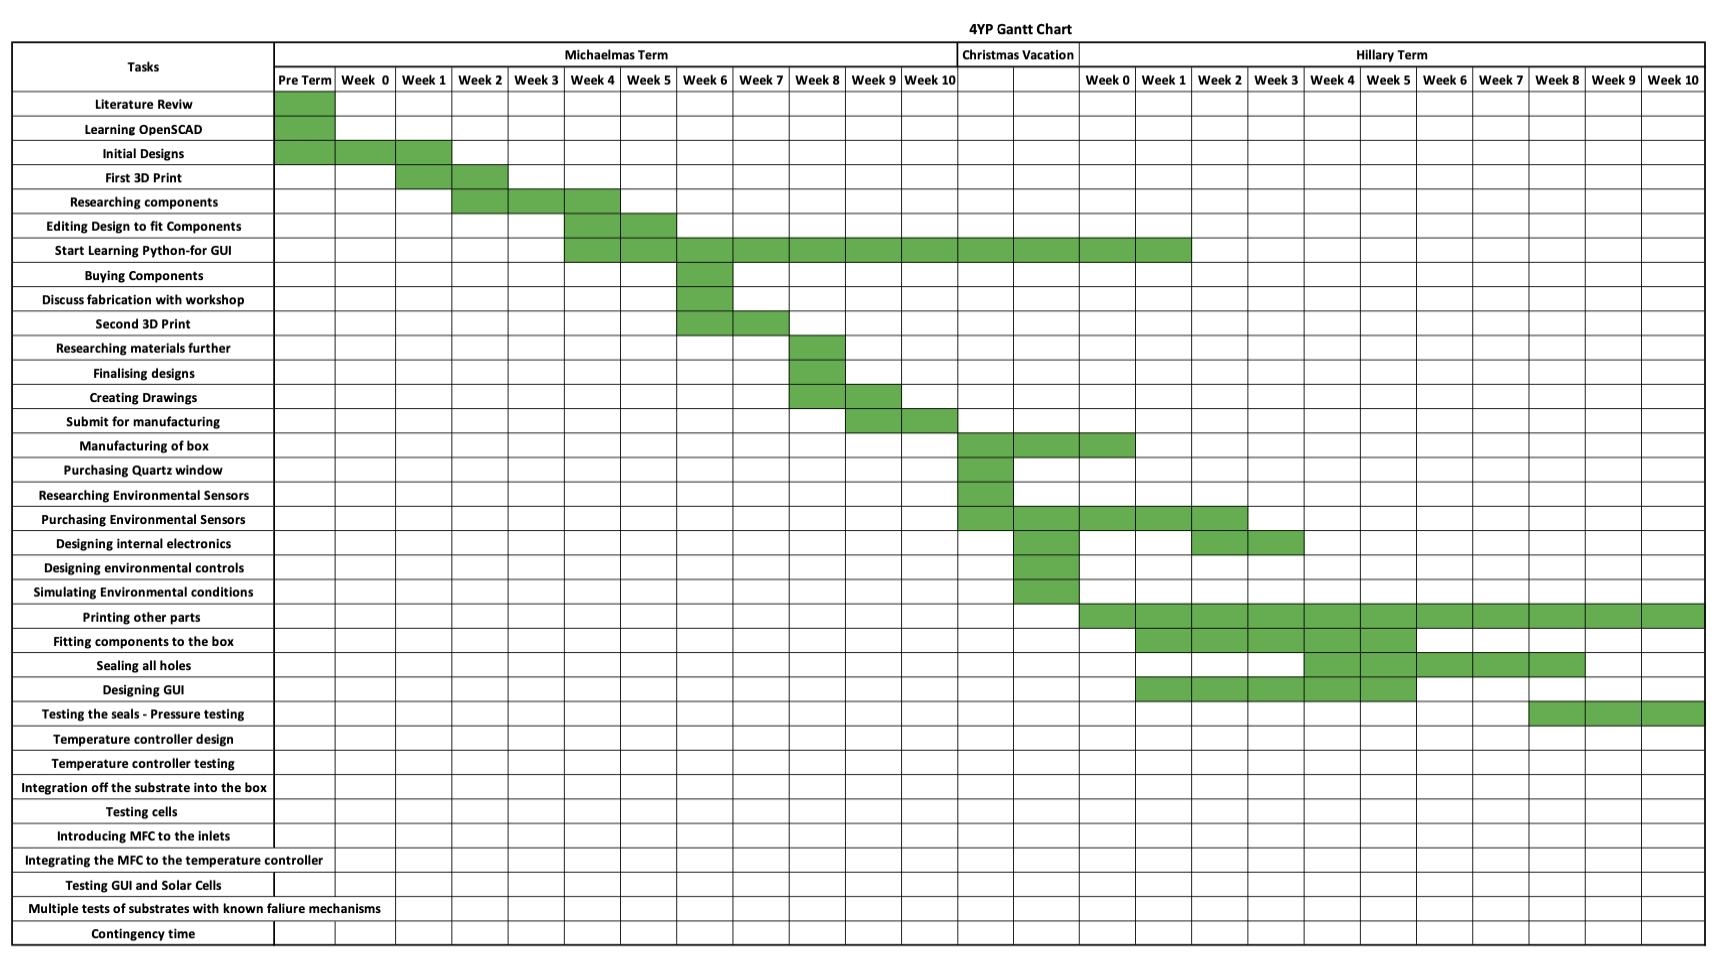 4YP Gantt Chart
Tasks
Michaelmas Term Christmas Vacation Hillary Term
Pre Term Week 0 Week 1 Week 2 Week 3 Week 4 Week 5 Week 6 Week 7 Week 8 Week 9 Week 10 Week 0 Week 1 Week 2 Week 3 Week 4 Week 5 Week 6 Week 7 Week 8 Week 9 Week 10
Literature Reviw
Learning OpenSCAD
Initial Designs
First 3D Print
Researching components
Editing Design to fit Components
Start Learning Python-for GUI
Buying Components
Discuss fabrication with workshop
Second 3D Print
Researching materials further
Finalising designs
Creating Drawings
Submit for manufacturing
Manufacturing of box
Purchasing Quartz window
Researching Environmental Sensors
Purchasing Environmental Sensors
Designing internal electronics
Designing environmental controls
Simulating Environmental conditions
Printing other parts
Fitting components to the box
Sealing all holes
Designing GUI
Testing the seals - Pressure testing
Temperature controller design
Temperature controller testing
Integration off the substrate into the box
Testing cells
Introducing MFC to the inlets
Integrating the MFC to the temperature controller
Testing GUI and Solar Cells
Multiple tests of substrates with known faliure mechanisms
Contingency time